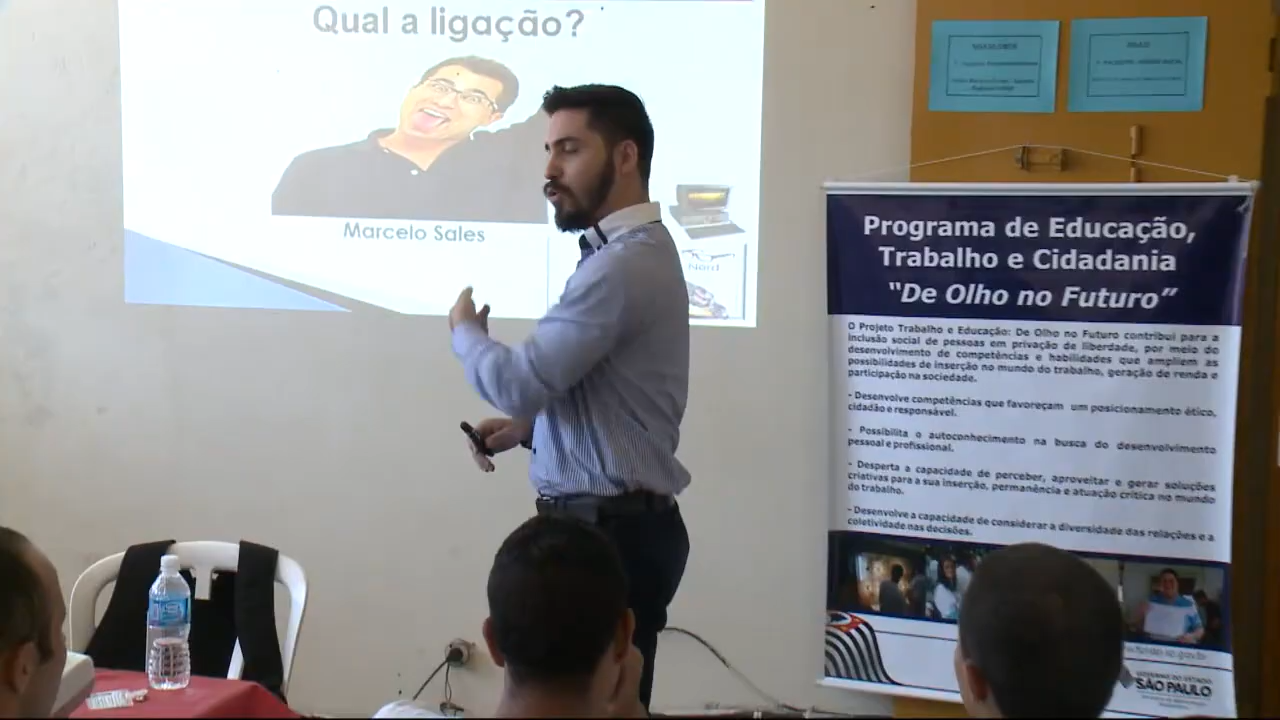 Qual a ligação?
Marcelo Sales
Nord
Programa de Educação,
Trabalho e Cidadania
“De Olho no Futuro”
O Projeto Trabalho e Educação: De Olho no Futuro contribui para a
inclusão social de pessoas em privação de liberdade, por meio do
desenvolvimento de competências e habilidades que ampliem as
possibilidades de inserção no mundo do trabalho, geração de renda e
participação na sociedade.
- Desenvolve competências que favoreçam um posicionamento ético,
cidadão e responsável.
- Possibilita o autoconhecimento na busca do desenvolvimento
pessoal e profissional.
- Desperta a capacidade de perceber, aproveitar e gerar soluções
criativas para a sua inserção, permanência e atuação crítica no mundo
do trabalho.
- Desenvolve a capacidade de considerar a diversidade das relações e a
coletividade nas decisões.
GOVERNO DO ESTADO
SÃO PAULO